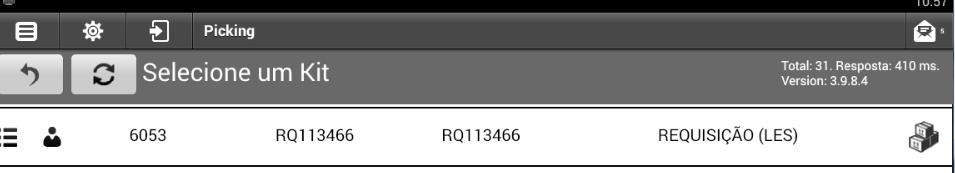 10:57
Picking
5
Selecione um Kit
Total: 31. Resposta: 410 ms.
Version: 3.9.8.4
6053 RQ113466 RQ113466 REQUISIÇÃO (LES)